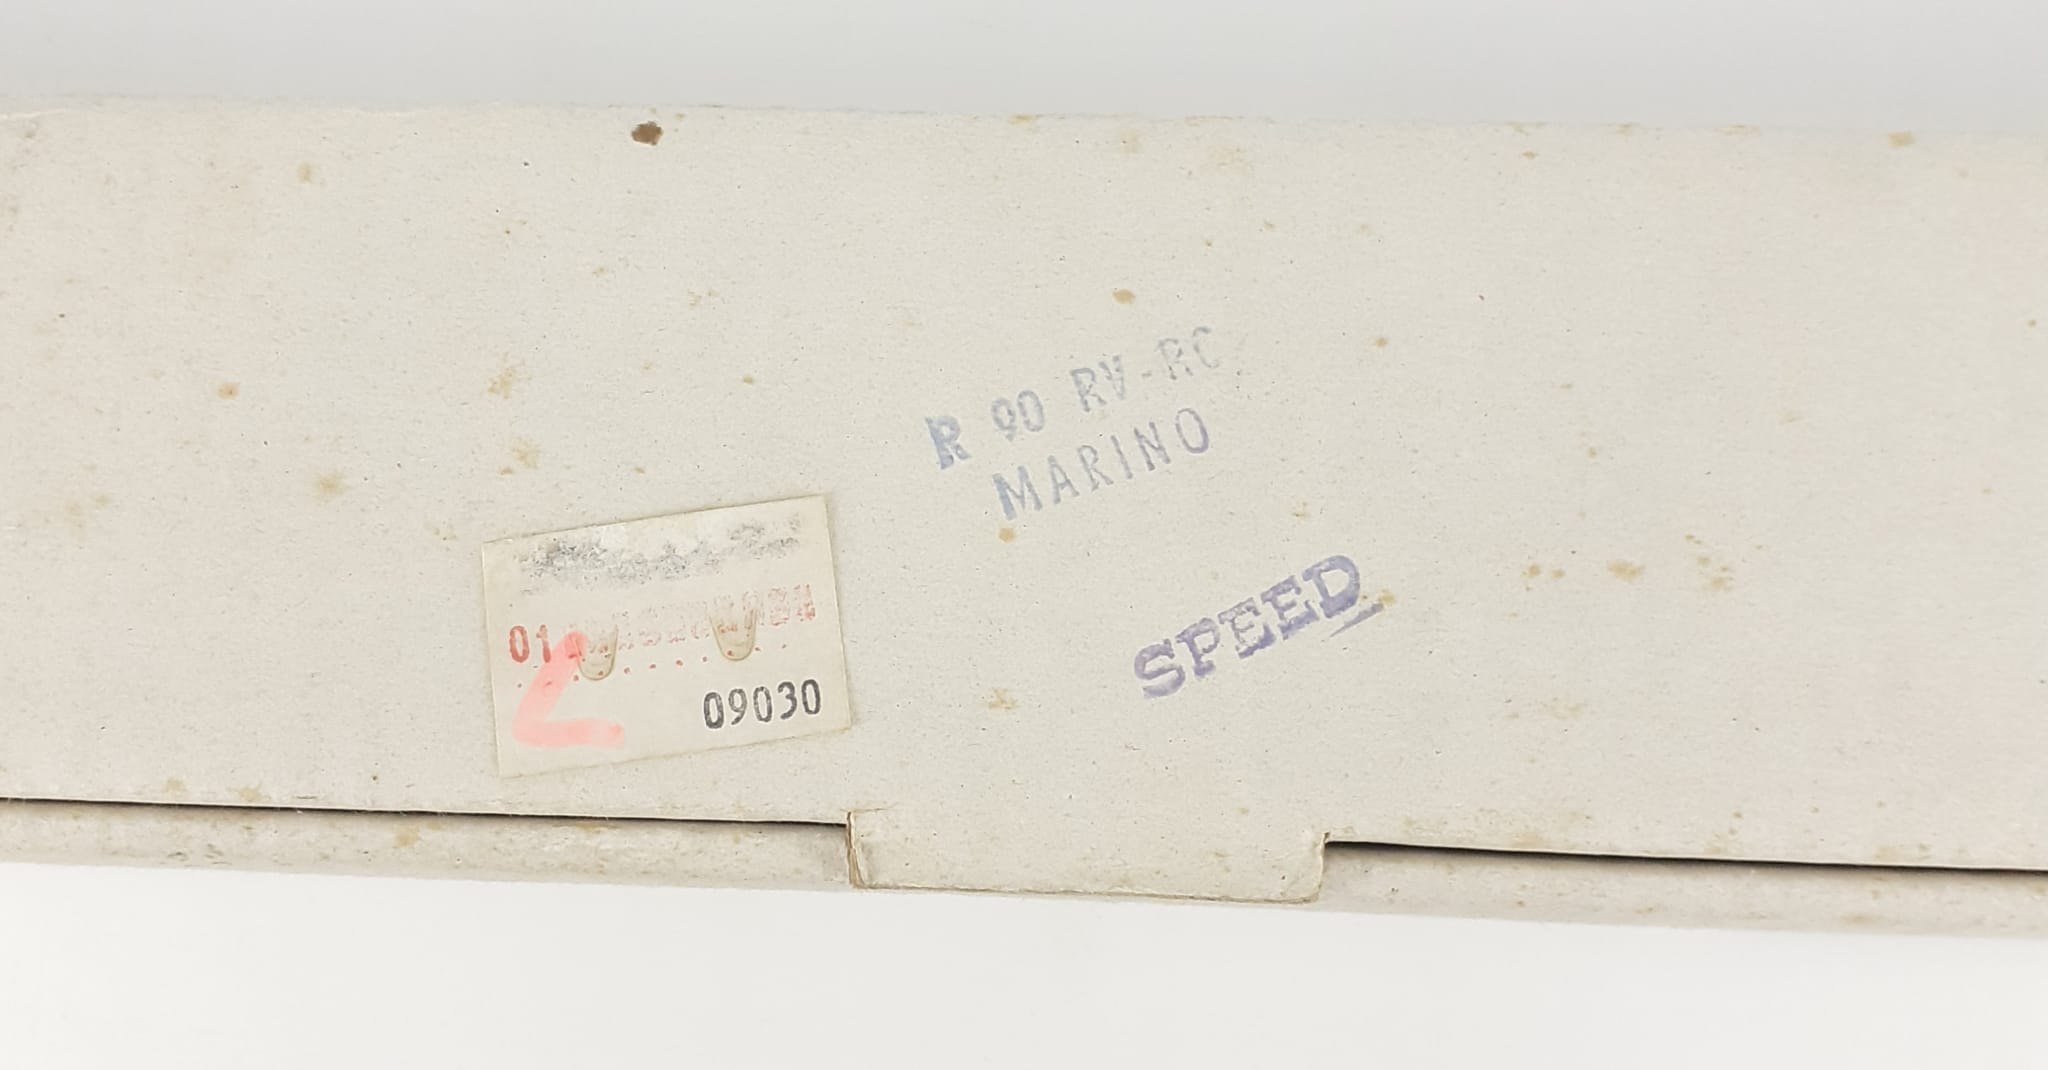 R 90 RV-RC
MARINO
SPEED
01
09030